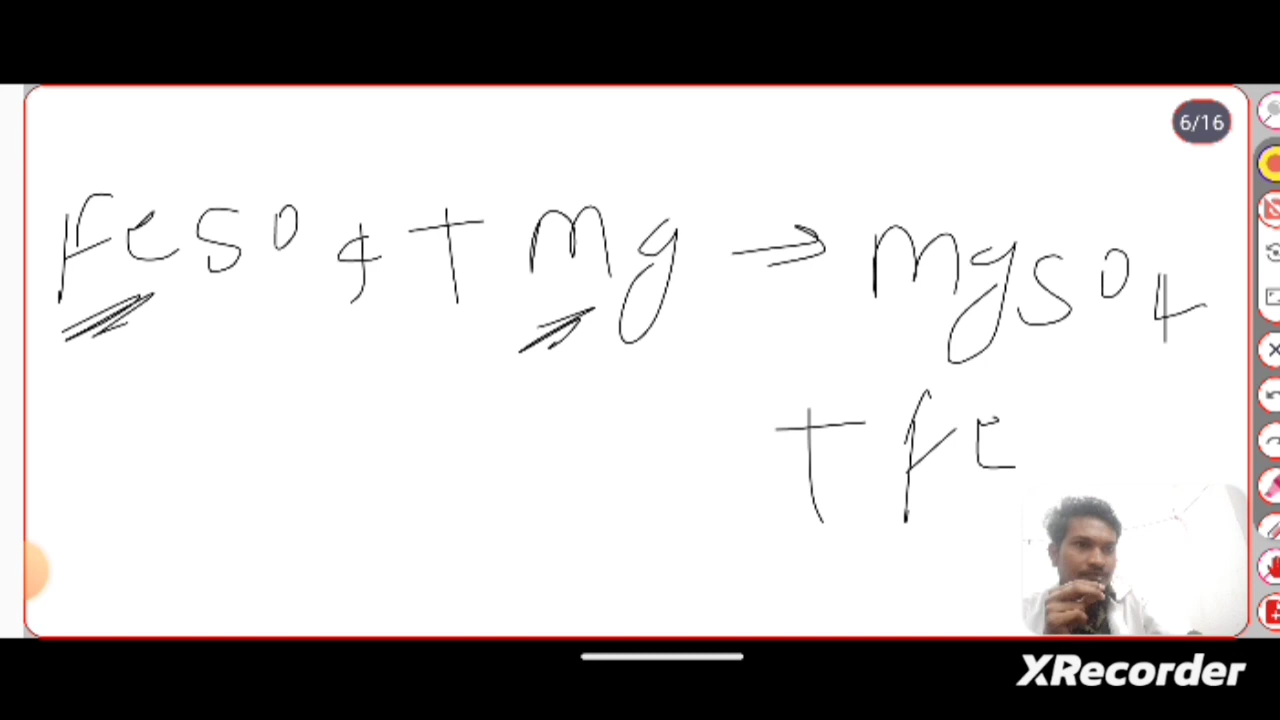 6/16
FeSO4 + Mg → MgSO4
+ Fe
XRecorder